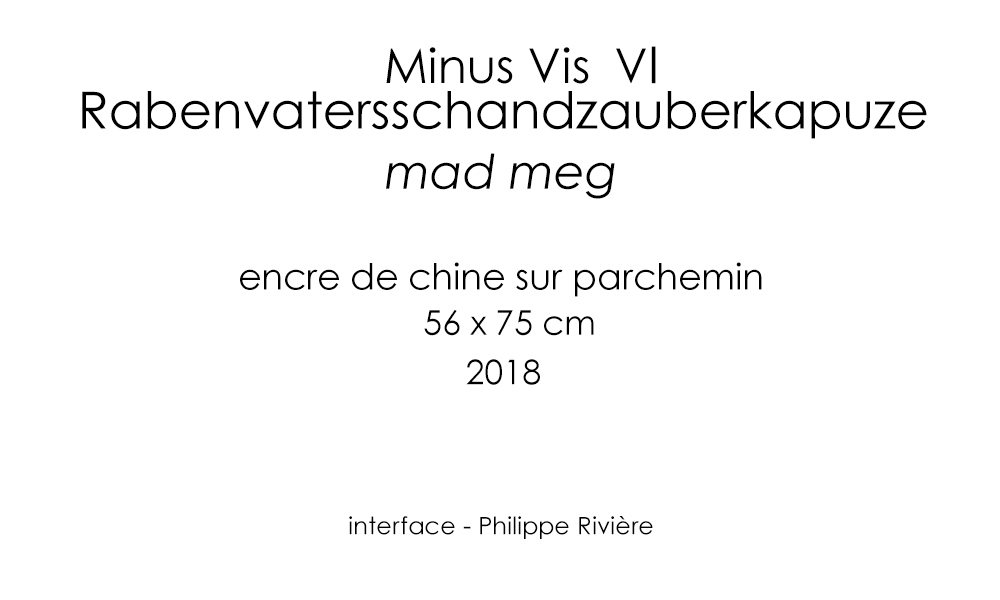 Minus Vis VI
Rabenvatersschandzauberkapuze
mad meg
encre de chine sur parchemin
56 x 75 cm
2018
interface - Philippe Rivière